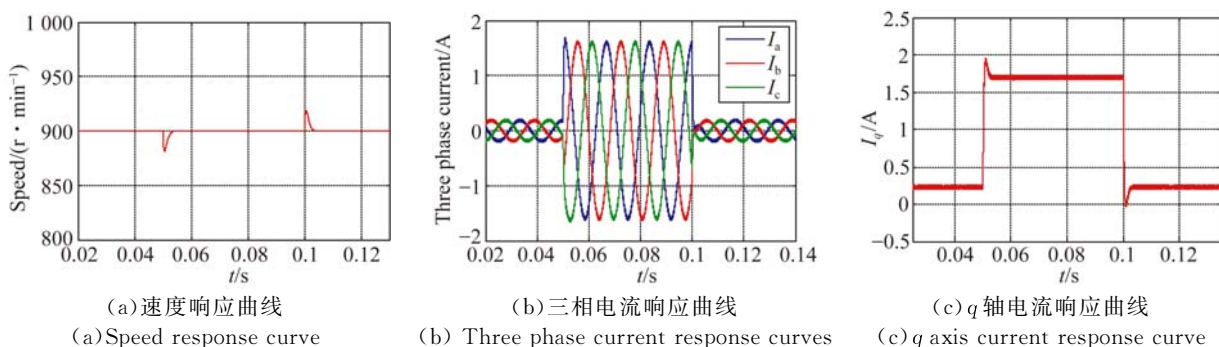 1 000
950
900
850
800
0.02 0.04 0.06 0.08 0.1 0.12
Speed/(r · min⁻¹)
t/s
(a)速度响应曲线
(a)Speed response curve
2
1
0
−1
−2
0.02 0.04 0.06 0.08 0.1 0.12 0.14
Three phase current/A
t/s
Ia
Ib
Ic
(b)三相电流响应曲线
(b) Three phase current response curves
2.5
2
1.5
1
0.5
0
−0.5
0.04 0.06 0.08 0.1 0.12
Iq/A
t/s
(c)q轴电流响应曲线
(c)q axis current response curve